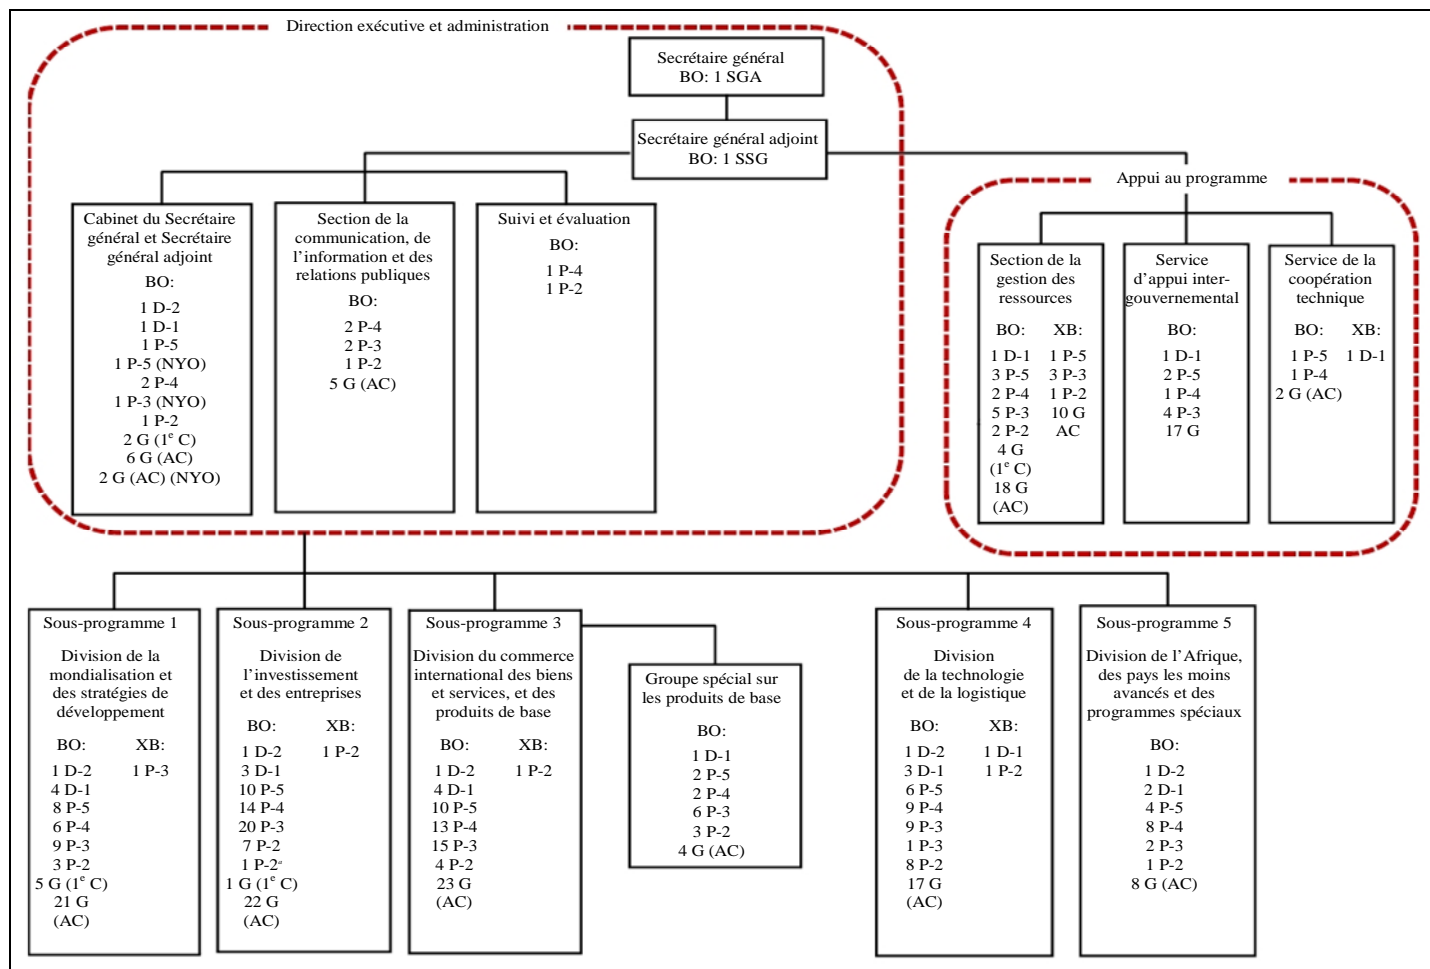 Direction exécutive et administration
Secrétaire général
BO: 1 SGA
Secrétaire général adjoint
BO: 1 SSG
Cabinet du Secrétaire
général et Secrétaire
général adjoint
BO:
1 D-2
1 D-1
1 P-5
1 P-5 (NYO)
2 P-4
1 P-3 (NYO)
1 P-2
2 G (1e C)
6 G (AC)
2 G (AC) (NYO)
Section de la
communication, de
l’information et des
relations publiques
BO:
2 P-4
2 P-3
1 P-2
5 G (AC)
Suivi et évaluation
BO:
1 P-4
1 P-2
Appui au programme
Section de la
gestion des
ressources
BO: XB:
1 D-1 1 P-5
3 P-5 3 P-3
2 P-4 1 P-2
5 P-3 10 G
2 P-2 AC
4 G
(1e C)
18 G
(AC)
Service
d’appui inter-
gouvernemental
BO:
1 D-1
2 P-5
1 P-4
4 P-3
17 G
Service de la
coopération
technique
BO: XB:
1 P-5 1 D-1
1 P-4
2 G (AC)
Sous-programme 1
Division de la
mondialisation et
des stratégies de
développement
BO: XB:
1 D-2 1 P-3
4 D-1
8 P-5
6 P-4
9 P-3
3 P-2
5 G (1e C)
21 G
(AC)
Sous-programme 2
Division de
l’investissement
et des entreprises
BO: XB:
1 D-2 1 P-2
3 D-1
10 P-5
14 P-4
20 P-3
7 P-2
1 P-2a
1 G (1e C)
22 G
(AC)
Sous-programme 3
Division du commerce
international des biens
et services, et des
produits de base
BO: XB:
1 D-2 1 P-2
4 D-1
10 P-5
13 P-4
15 P-3
4 P-2
23 G
(AC)
Groupe spécial sur
les produits de base
BO:
1 D-1
2 P-5
2 P-4
6 P-3
3 P-2
4 G (AC)
Sous-programme 4
Division
de la technologie
et de la logistique
BO: XB:
1 D-2 1 D-1
3 D-1 1 P-2
6 P-5
9 P-4
9 P-3
1 P-3
8 P-2
17 G
(AC)
Sous-programme 5
Division de l’Afrique,
des pays les moins
avancés et des
programmes spéciaux
BO:
1 D-2
2 D-1
4 P-5
8 P-4
2 P-3
1 P-2
8 G (AC)